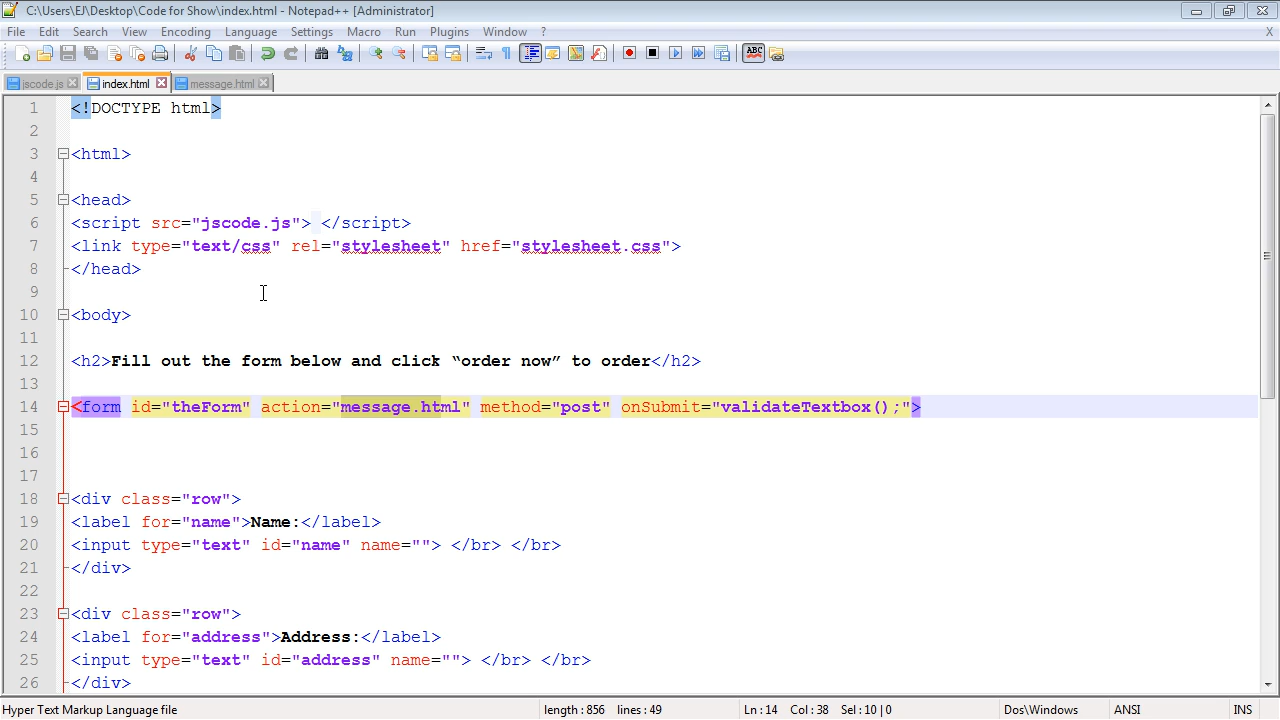 C:\Users\EJ\Desktop\Code for Show\index.html - Notepad++ [Administrator]
File Edit Search View Encoding Language Settings Macro Run Plugins Window ? X
ABC
jscode.js index.html message.html
1 <!DOCTYPE html>
2
3 <html>
4
5 <head>
6 <script src="jscode.js"> </script>
7 <link type="text/css" rel="stylesheet" href="stylesheet.css">
8 </head>
9
10 <body>
11
12 <h2>Fill out the form below and click “order now” to order</h2>
13
14 <form id="theForm" action="message.html" method="post" onSubmit="validateTextbox();">
15
16
17
18 <div class="row">
19 <label for="name">Name:</label>
20 <input type="text" id="name" name=""> </br> </br>
21 </div>
22
23 <div class="row">
24 <label for="address">Address:</label>
25 <input type="text" id="address" name=""> </br> </br>
26 </div>
Hyper Text Markup Language file length : 856 lines : 49 Ln : 14 Col : 38 Sel : 10 | 0 Dos\Windows ANSI INS